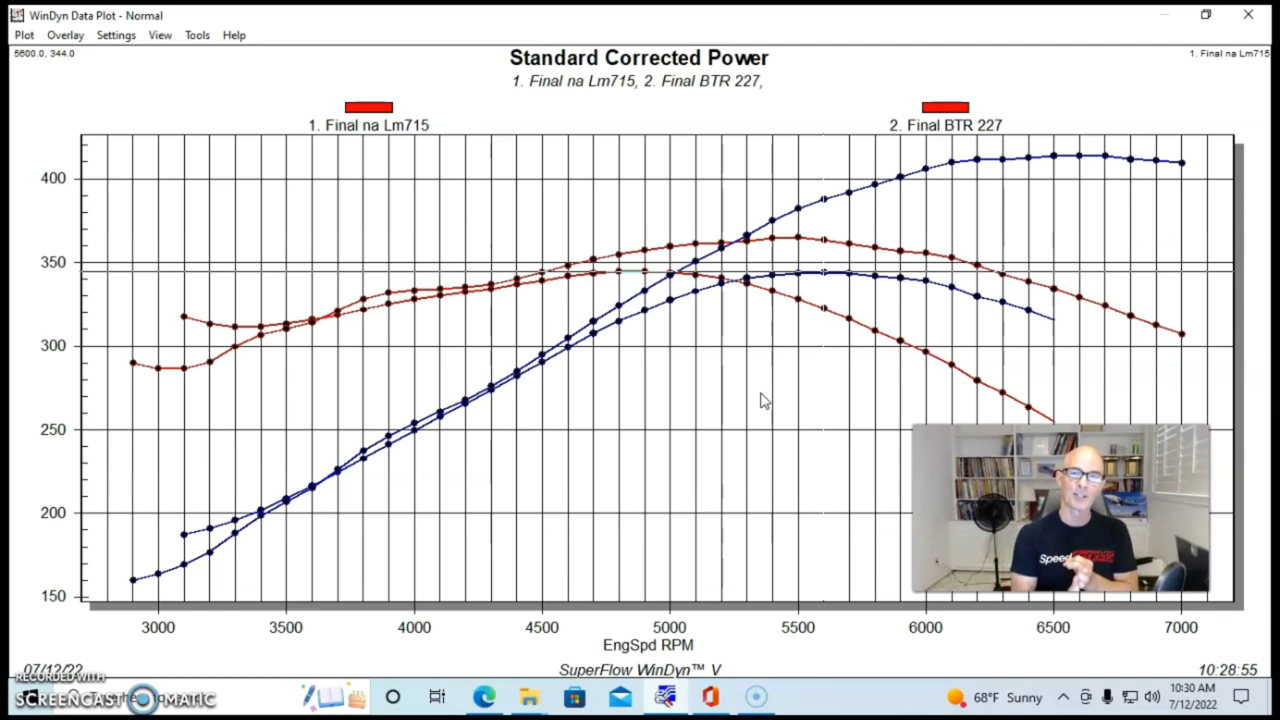 WinDyn Data Plot - Normal
Plot Overlay Settings View Tools Help
5600.0, 344.0
1. Final na Lm715
Standard Corrected Power
1. Final na Lm715, 2. Final BTR 227,
1. Final na Lm715
2. Final BTR 227
400
350
300
250
200
150
3000 3500 4000 4500 5000 5500 6000 6500 7000
EngSpd RPM
07/12/22
SuperFlow WinDyn™ V
10:28:55
Speed
RECORDED WITH
SCREENCAST MATIC
68°F Sunny
10:30 AM
7/12/2022